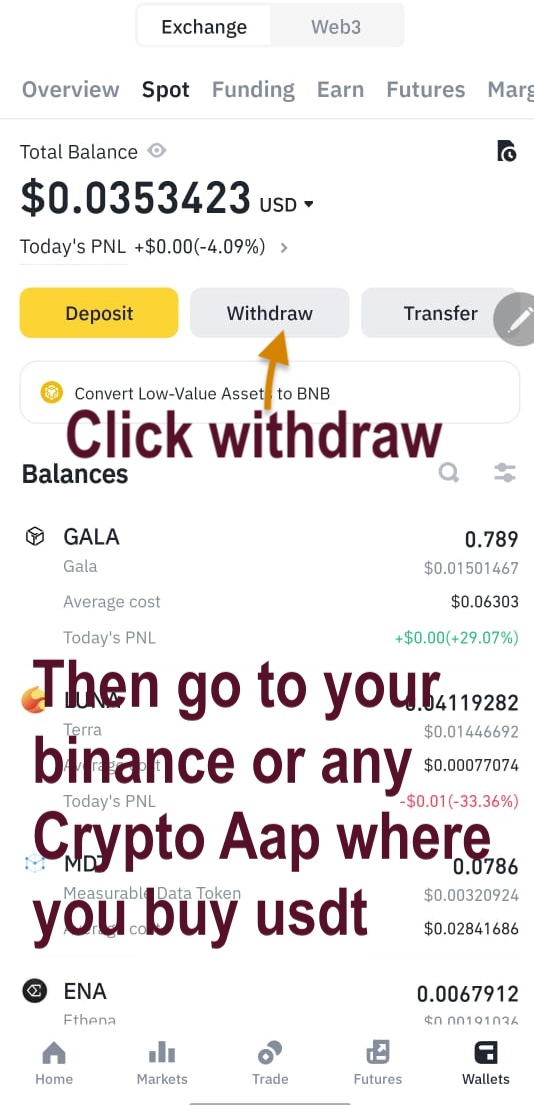 Exchange Web3
Overview Spot Funding Earn Futures Marg
Total Balance
$0.0353423 USD
Today's PNL +$0.00(-4.09%)
Deposit Withdraw Transfer
Convert Low-Value Assets to BNB
Click withdraw
Balances
GALA 0.789
Gala $0.01501467
Average cost $0.06303
Today's PNL +$0.00(+29.07%)
Then go to your
LUNA 0.04119282
Terra $0.01446692
binance or any
Average cost $0.00077074
Today's PNL -$0.01(-33.36%)
Crypto Aap where
MDT 0.0786
Measurable Data Token $0.00320924
you buy usdt
Average cost $0.02841686
ENA 0.0067912
Ethena $0.00191036
Home Markets Trade Futures Wallets